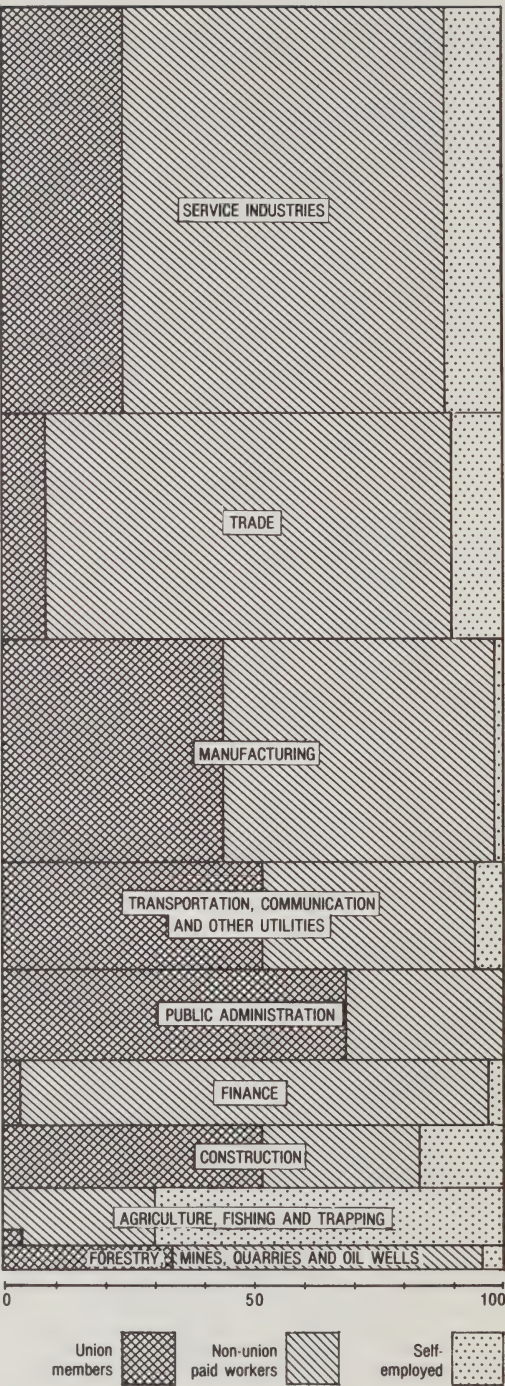 SERVICE INDUSTRIES
TRADE
MANUFACTURING
TRANSPORTATION, COMMUNICATION
AND OTHER UTILITIES
PUBLIC ADMINISTRATION
FINANCE
CONSTRUCTION
AGRICULTURE, FISHING AND TRAPPING
FORESTRY, MINES, QUARRIES AND OIL WELLS
0 50 100
Union
members
Non-union
paid workers
Self-
employed